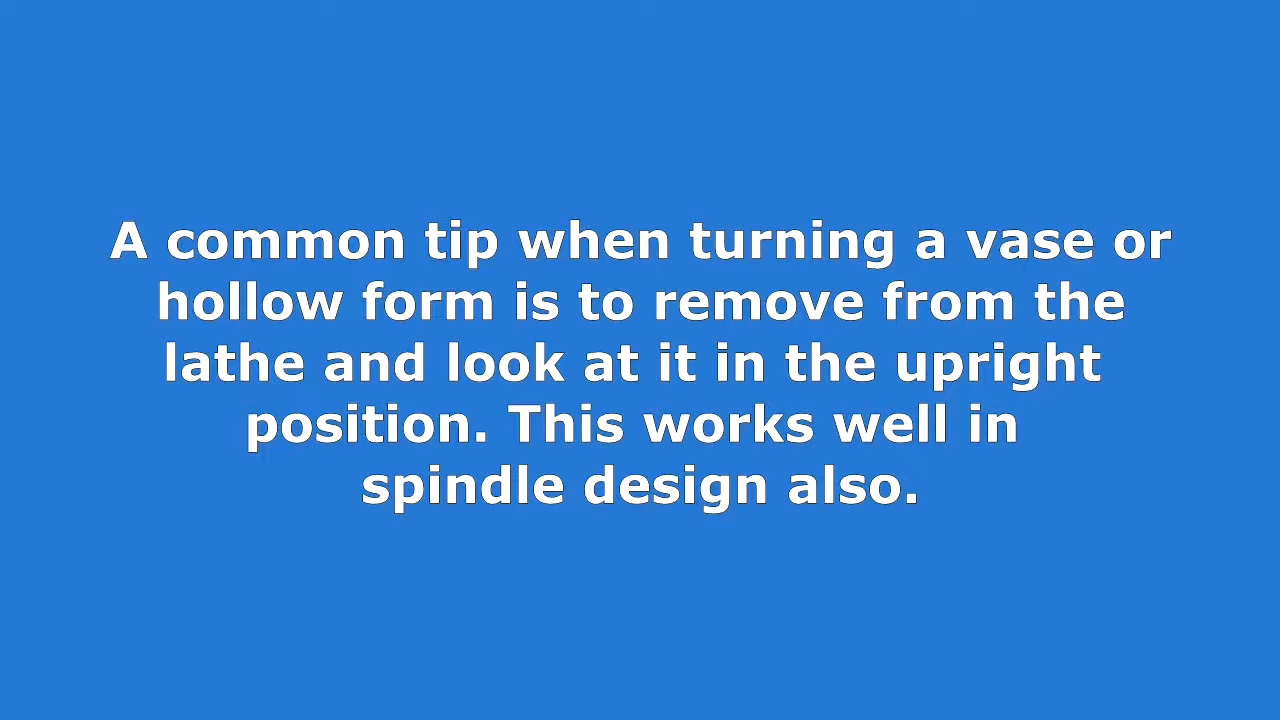 A common tip when turning a vase or
hollow form is to remove from the
lathe and look at it in the upright
position. This works well in
spindle design also.